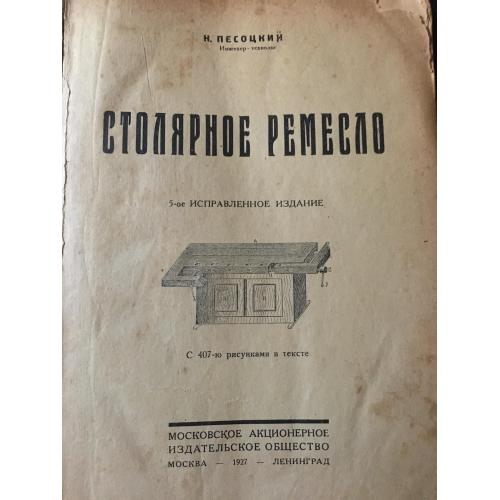 Н. ПЕСОЦКИЙ
Инженер-технолог
СТОЛЯРНОЕ РЕМЕСЛО
5-ое ИСПРАВЛЕННОЕ ИЗДАНИЕ
С 407-ю рисунками в тексте
МОСКОВСКОЕ АКЦИОНЕРНОЕ
ИЗДАТЕЛЬСКОЕ ОБЩЕСТВО
МОСКВА — 1927 — ЛЕНИНГРАД